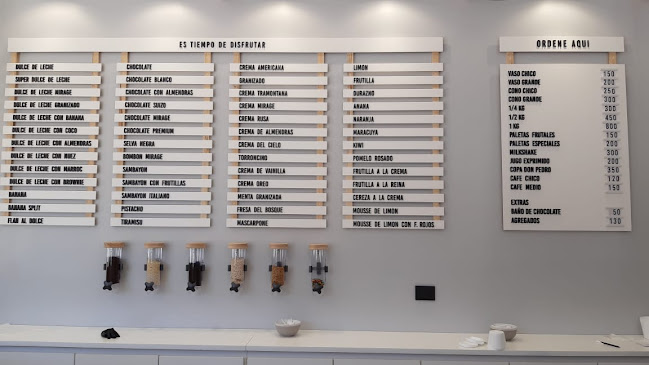 ES TIEMPO DE DISFRUTAR
DULCE DE LECHE
SUPER DULCE DE LECHE
DULCE DE LECHE MIRAGE
DULCE DE LECHE GRANIZADO
DULCE DE LECHE CON BANANA
DULCE DE LECHE CON COCO
DULCE DE LECHE CON ALMENDRAS
DULCE DE LECHE CON NUEZ
DULCE DE LECHE CON MARROC
DULCE DE LECHE CON BROWNIE
BANANA
BANANA SPLIT
FLAN AL DOLCE
CHOCOLATE
CHOCOLATE BLANCO
CHOCOLATE CON ALMENDRAS
CHOCOLATE SUIZO
CHOCOLATE MIRAGE
CHOCOLATE PREMIUM
SELVA NEGRA
BOMBON MIRAGE
SAMBAYON
SAMBAYON CON FRUTILLAS
SAMBAYON ITALIANO
PISTACHO
TIRAMISU
CREMA AMERICANA
GRANIZADO
CREMA TRAMONTANA
CREMA MIRAGE
CREMA RUSA
CREMA DE ALMENDRAS
CREMA DEL CIELO
TORRONCINO
CREMA DE VAINILLA
CREMA OREO
MENTA GRANIZADA
FRESA DEL BOSQUE
MASCARPONE
LIMON
FRUTILLA
DURAZNO
ANANA
NARANJA
MARACUYA
KIWI
POMELO ROSADO
FRUTILLA A LA CREMA
FRUTILLA A LA REINA
CEREZA A LA CREMA
MOUSSE DE LIMON
MOUSSE DE LIMON CON F. ROJOS
ORDENE AQUI
VASO CHICO 150
VASO GRANDE 200
CONO CHICO 250
CONO GRANDE 300
1/4 KG 300
1/2 KG 450
1 KG 800
PALETAS FRUTALES 150
PALETAS ESPECIALES 200
MILKSHAKE 300
JUGO EXPRIMIDO 200
COPA DON PEDRO 350
CAFE CHICO 120
CAFE MEDIO 150
EXTRAS
BAÑO DE CHOCOLATE 50
AGREGADOS 130